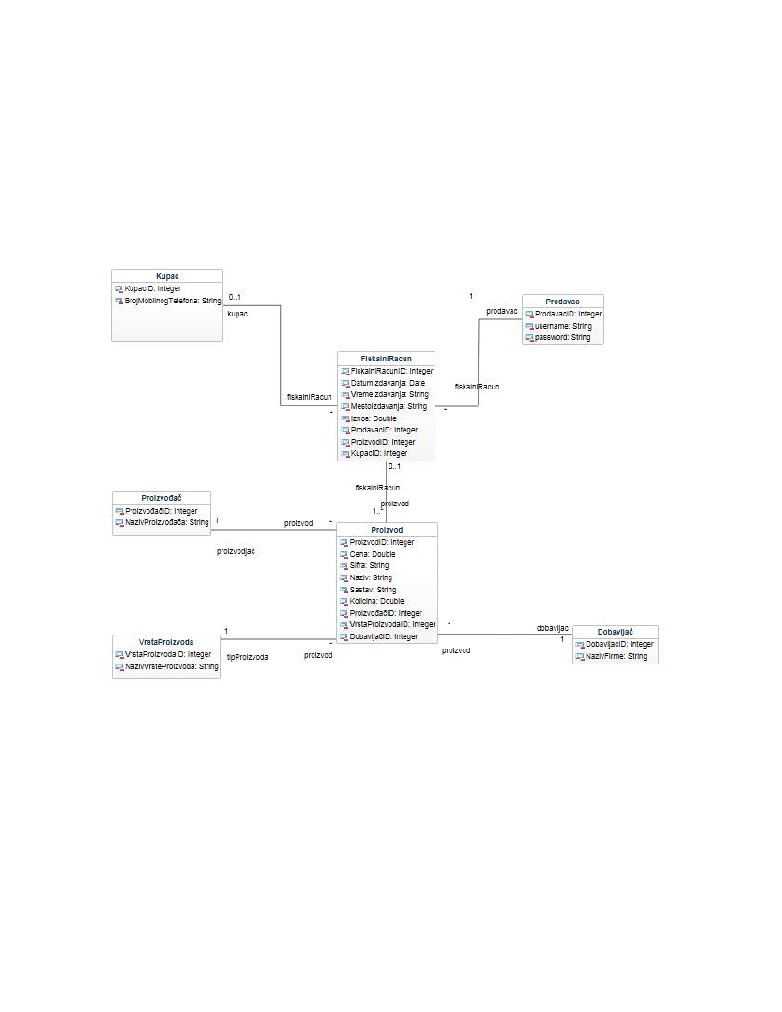 Kupac
KupacID: Integer
BrojMobilnogTelefona: String
0..1
kupac
1
prodavac
Prodavac
ProdavacID: Integer
username: String
password: String
FiskalniRacun
FiskalniRacunID: Integer
DatumIzdavanja: Date
VremeIzdavanja: String
MestoIzdavanja: String
Iznos: Double
ProdavacID: Integer
ProizvodID: Integer
KupacID: Integer
fiskalniRacun
*
fiskalniRacun
*
0..1
fiskalniRacun
proizvod
1..*
Proizvođač
ProizvođačID: Integer
NazivProizvođača: String
1
proizvodjac
proizvod
*
Proizvod
ProizvodID: Integer
Cena: Double
Sifra: String
Naziv: String
Sastav: String
Kolicina: Double
ProizvođačID: Integer
VrstaProizvodaID: Integer
DobavljačID: Integer
VrstaProizvoda
VrstaProizvodaID: Integer
NazivVrsteProizvoda: String
1
tipProizvoda
*
proizvod
*
proizvod
dobavljac
1
Dobavljač
DobavljacID: Integer
NazivFirme: String